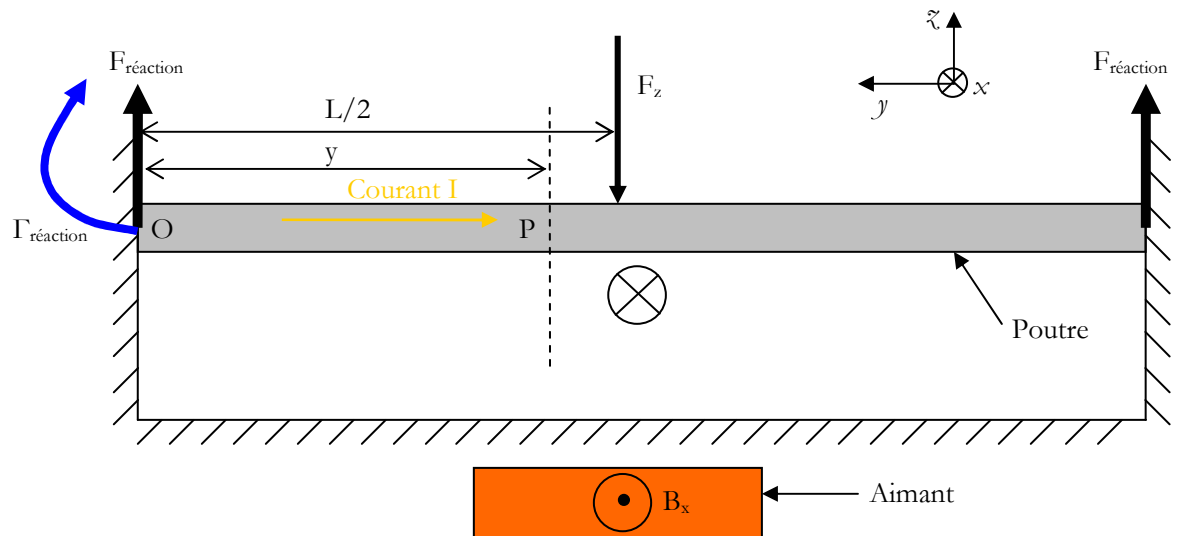 z
Fréaction
Fz
Fréaction
y
x
L/2
y
Courant I
Γréaction
O
P
Poutre
Aimant
Bx